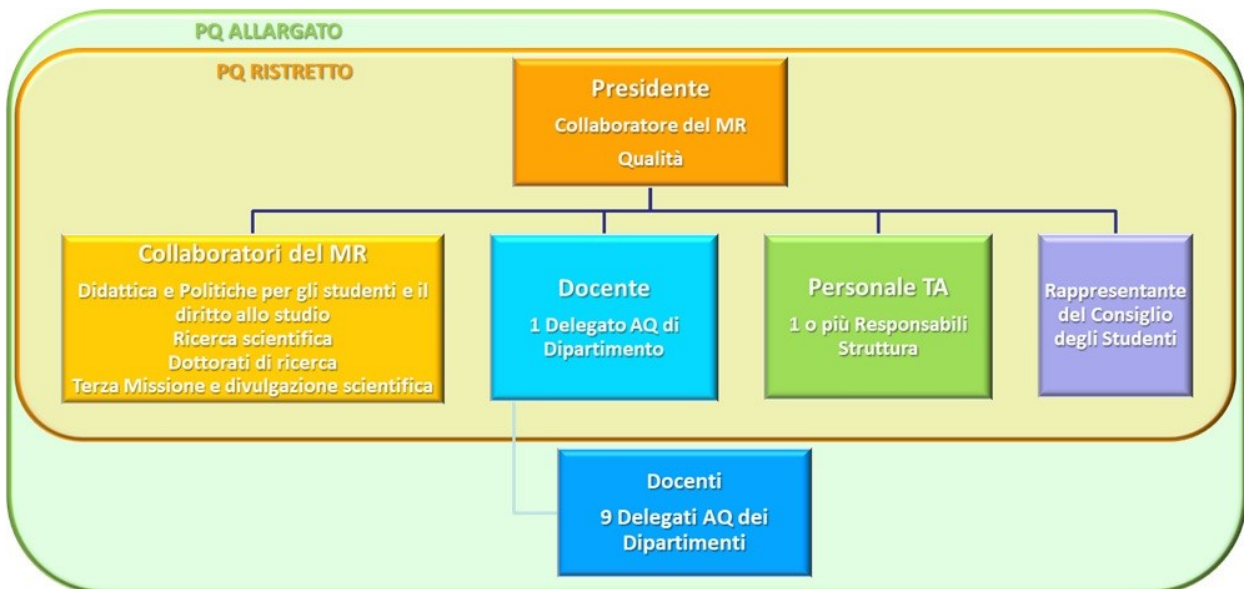 PQ ALLARGATO
PQ RISTRETTO
Presidente
Collaboratore del MR
Qualità
Collaboratori del MR
Didattica e Politiche per gli studenti e il
diritto allo studio
Ricerca scientifica
Dottorati di ricerca
Terza Missione e divulgazione scientifica
Docente
1 Delegato AQ di
Dipartimento
Personale TA
1 o più Responsabili
Struttura
Rappresentante
del Consiglio
degli Studenti
Docenti
9 Delegati AQ dei
Dipartimenti